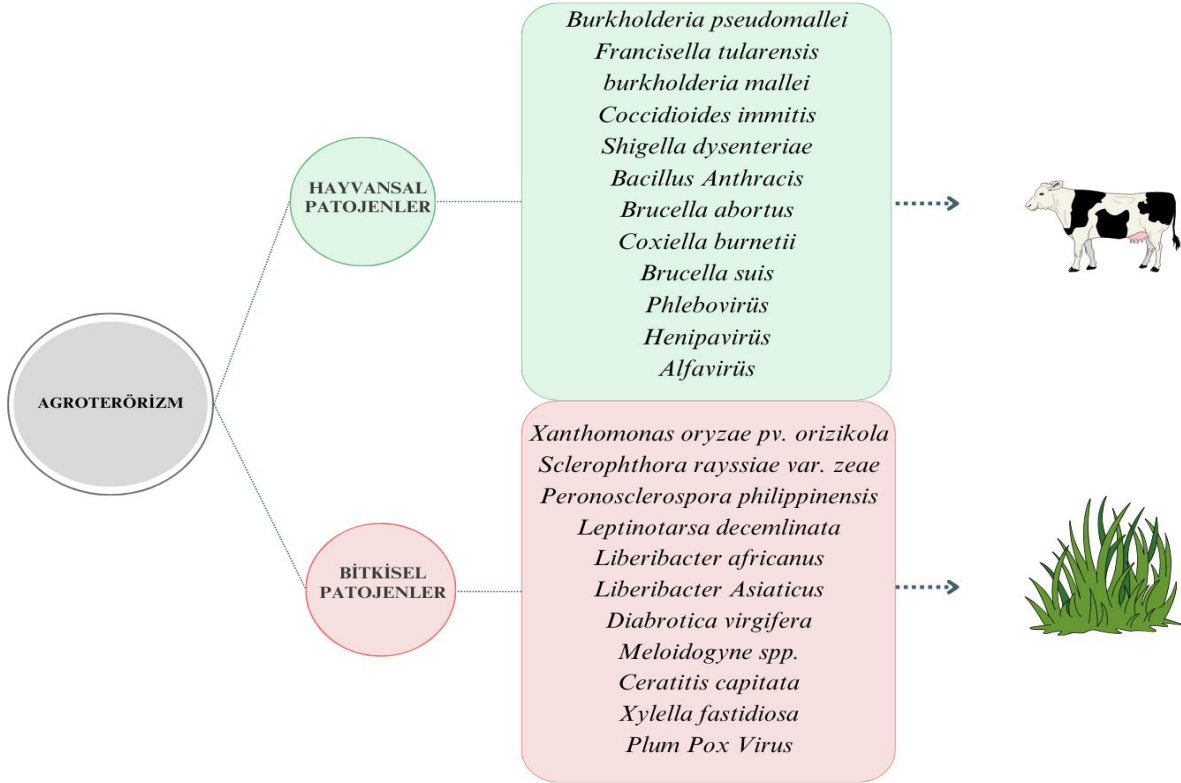 AGROTERÖRİZM
HAYVANSAL
PATOJENLER
Burkholderia pseudomallei
Francisella tularensis
burkholderia mallei
Coccidioides immitis
Shigella dysenteriae
Bacillus Anthracis
Brucella abortus
Coxiella burnetii
Brucella suis
Phlebovirüs
Henipavirüs
Alfavirüs
BİTKİSEL
PATOJENLER
Xanthomonas oryzae pv. orizikola
Sclerophthora rayssiae var. zeae
Peronosclerospora philippinensis
Leptinotarsa decemlinata
Liberibacter africanus
Liberibacter Asiaticus
Diabrotica virgifera
Meloidogyne spp.
Ceratitis capitata
Xylella fastidiosa
Plum Pox Virus